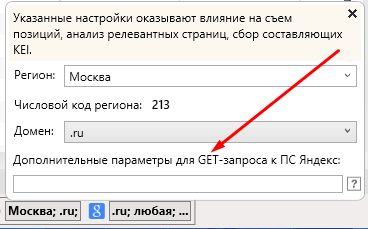 Указанные настройки оказывают влияние на съем
позиций, анализ релевантных страниц, сбор составляющих
KEI.
Регион: Москва
Числовой код региона: 213
Домен: .ru
Дополнительные параметры для GET-запроса к ПС Яндекс:
?
Москва; .ru; 8 .ru; любая; ...